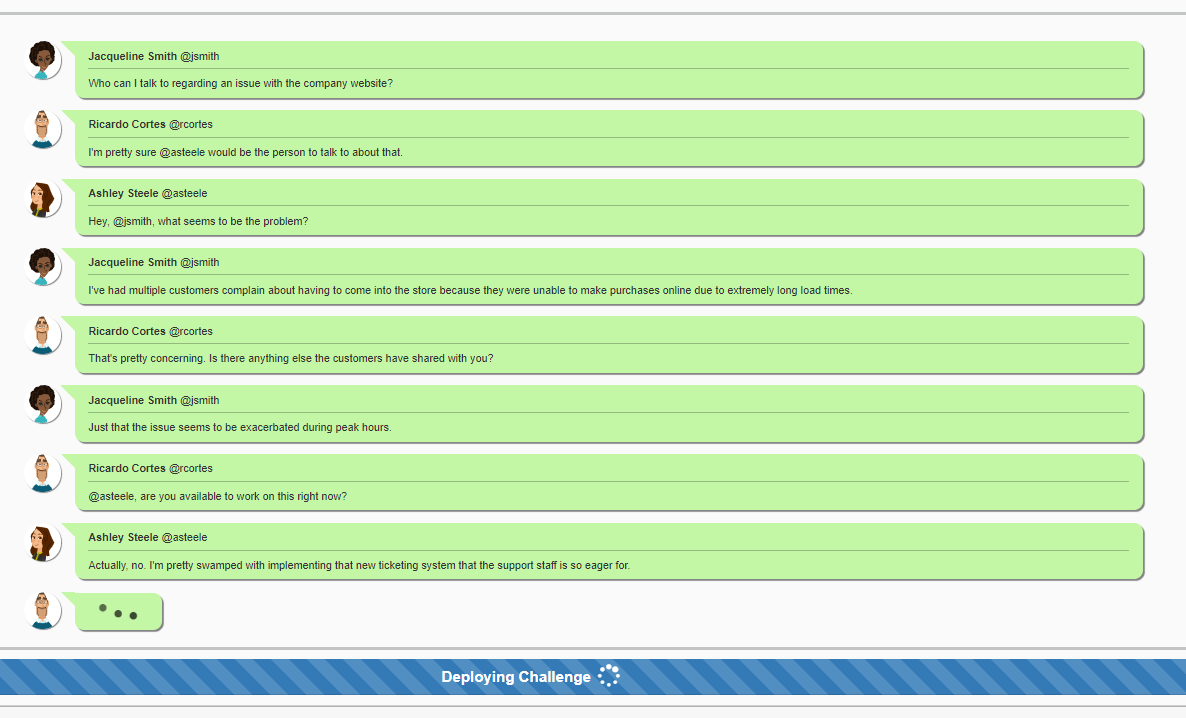 Jacqueline Smith @jsmith
Who can I talk to regarding an issue with the company website?
Ricardo Cortes @rcortes
I'm pretty sure @asteele would be the person to talk to about that.
Ashley Steele @asteele
Hey, @jsmith, what seems to be the problem?
Jacqueline Smith @jsmith
I've had multiple customers complain about having to come into the store because they were unable to make purchases online due to extremely long load times.
Ricardo Cortes @rcortes
That's pretty concerning. Is there anything else the customers have shared with you?
Jacqueline Smith @jsmith
Just that the issue seems to be exacerbated during peak hours.
Ricardo Cortes @rcortes
@asteele, are you available to work on this right now?
Ashley Steele @asteele
Actually, no. I'm pretty swamped with implementing that new ticketing system that the support staff is so eager for.
Deploying Challenge